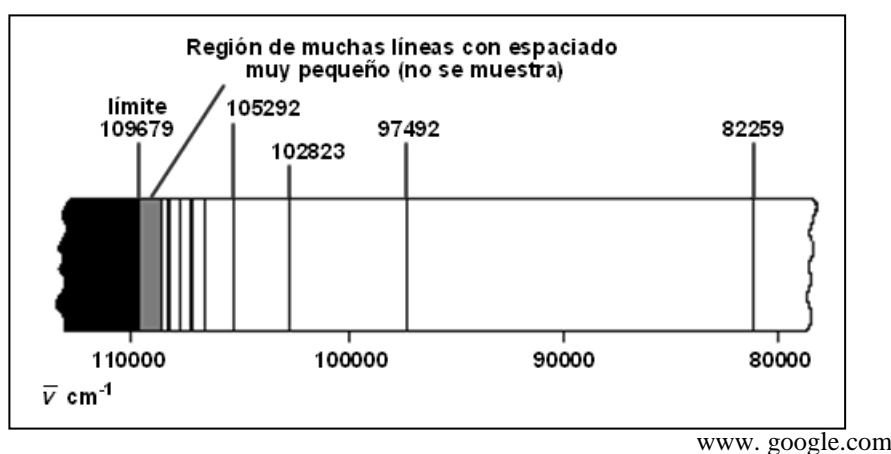 Región de muchas líneas con espaciado
muy pequeño (no se muestra)
límite
109679
105292
102823
97492
82259
110000
100000
90000
80000
ν̅ cm-1
www. google.com